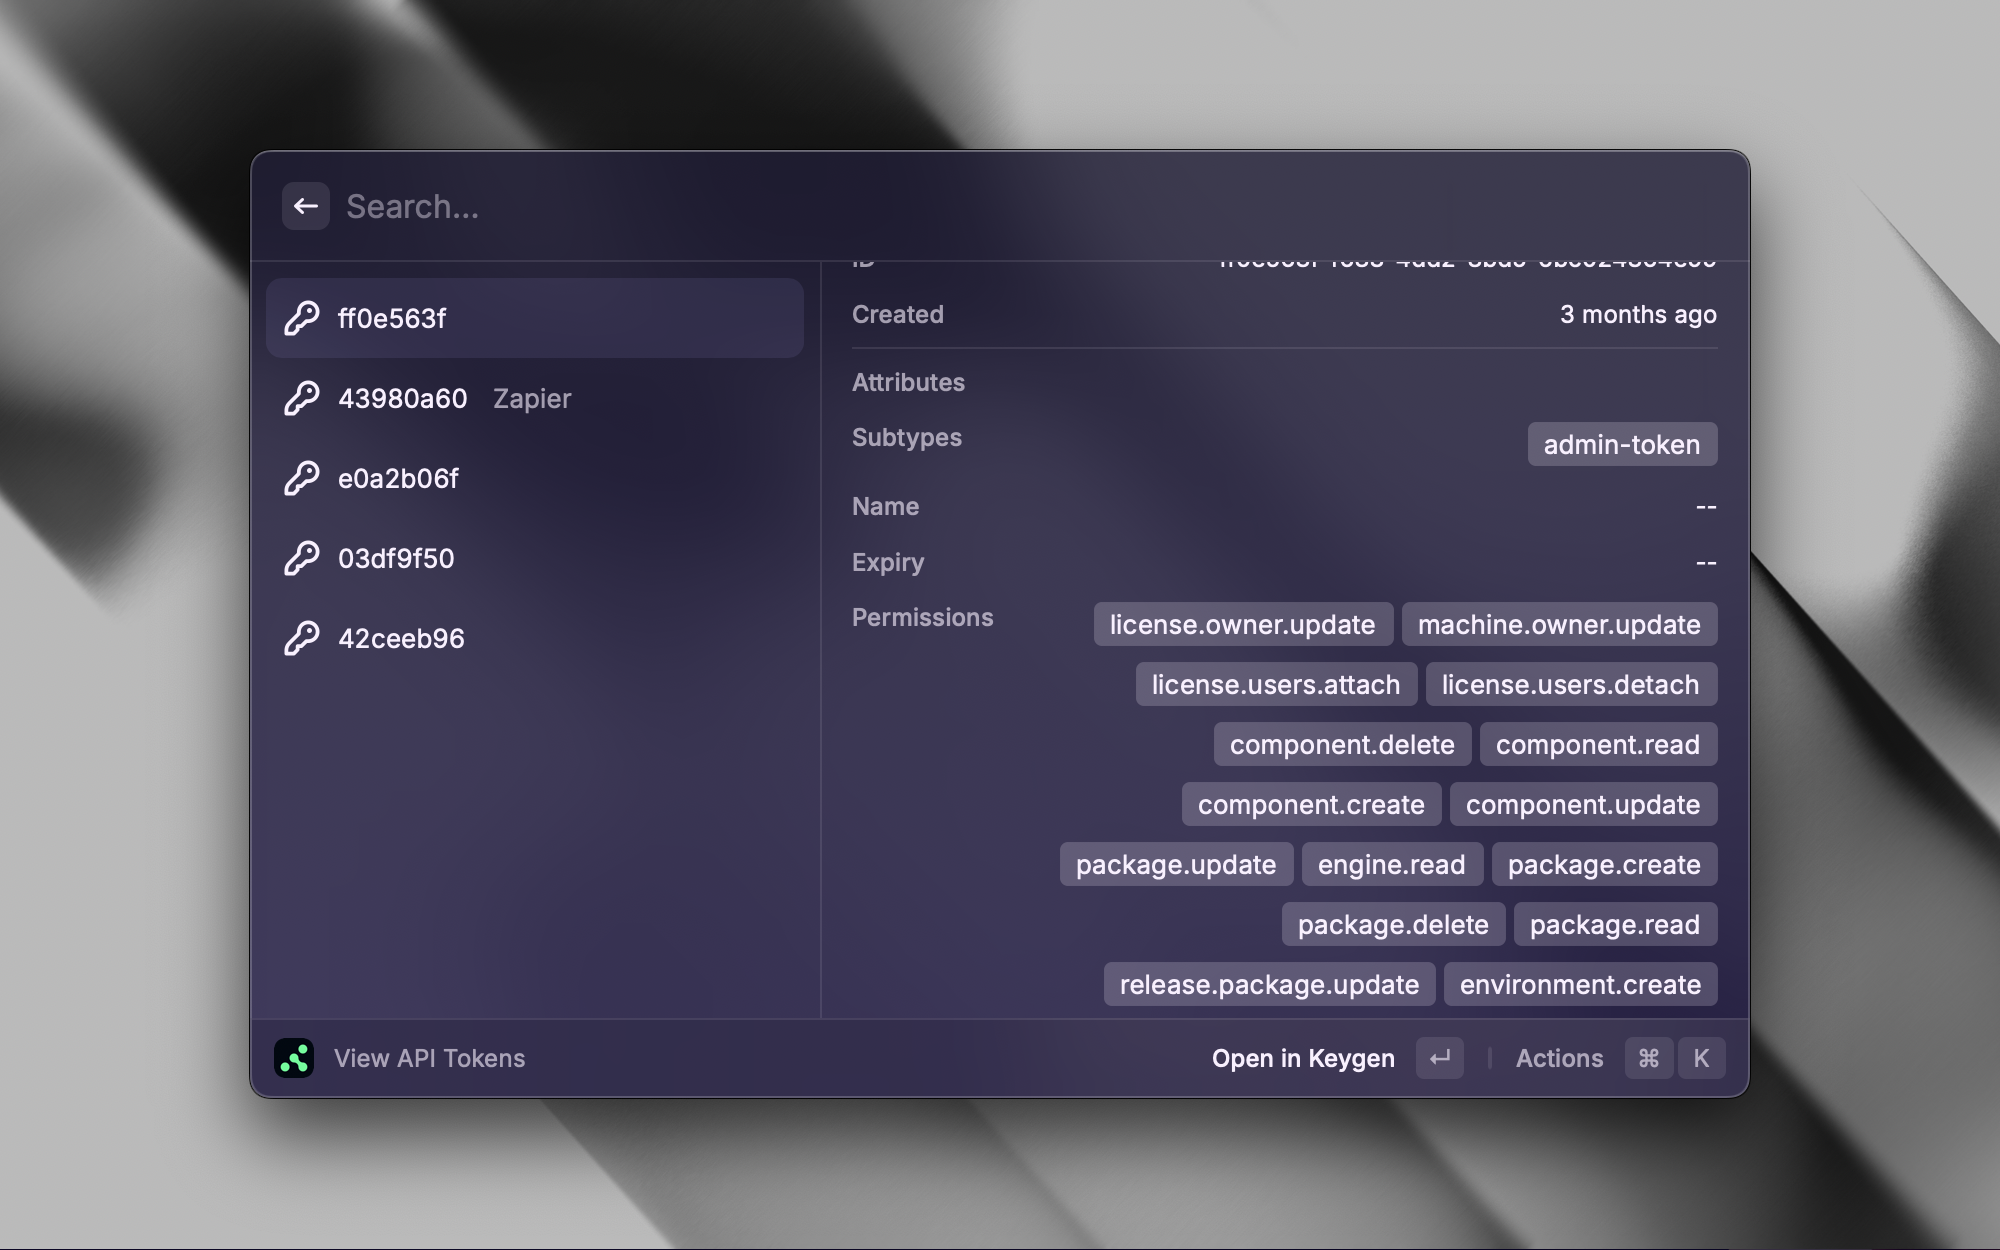 Search...
ff0e563f
43980a60 Zapier
e0a2b06f
03df9f50
42ceeb96
ID
Created 3 months ago
Attributes
Subtypes admin-token
Name --
Expiry --
Permissions license.owner.update machine.owner.update
license.users.attach license.users.detach
component.delete component.read
component.create component.update
package.update engine.read package.create
package.delete package.read
release.package.update environment.create
View API Tokens Open in Keygen Actions ⌘ K